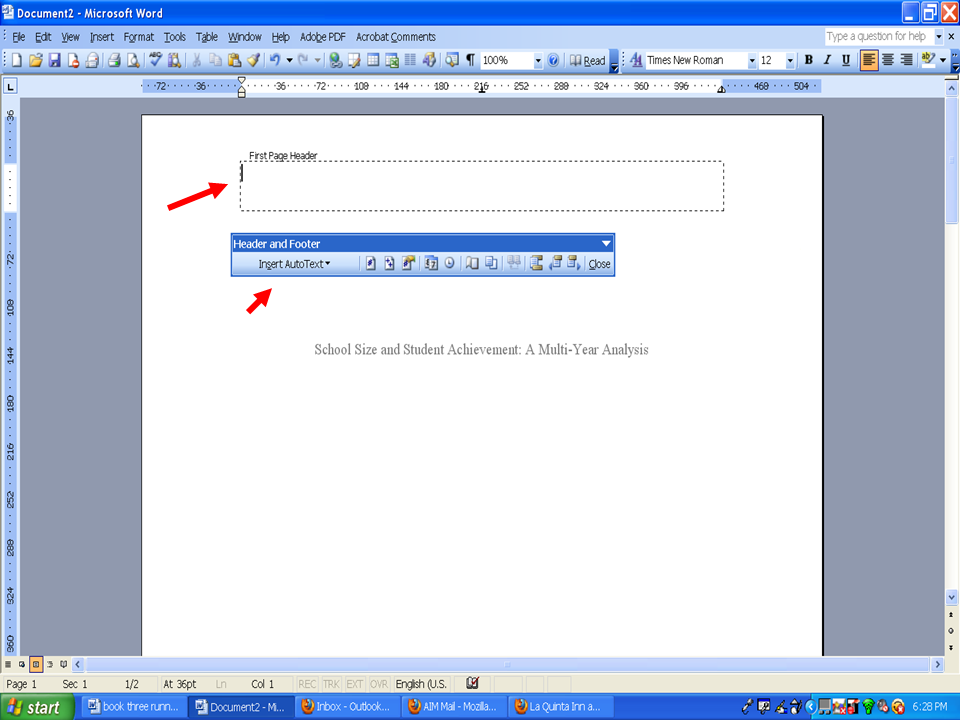 Document2 - Microsoft Word
File Edit View Insert Format Tools Table Window Help Adobe PDF Acrobat Comments
Type a question for help
100% Read Times New Roman 12 B I U
L
72 36 36 72 108 144 180 216 252 288 324 360 396 468 504
36
72
108
144
180
216
252
288
324
360
First Page Header
Header and Footer
Insert AutoText Close
School Size and Student Achievement: A Multi-Year Analysis
Page 1 Sec 1 1/2 At 36pt Ln Col 1 REC TRK EXT OVR English (U.S.
start book three runn... Document2 - Mi... Inbox - Outlook... AIM Mail - Mozilla... La Quinta Inn a... 6:28 PM